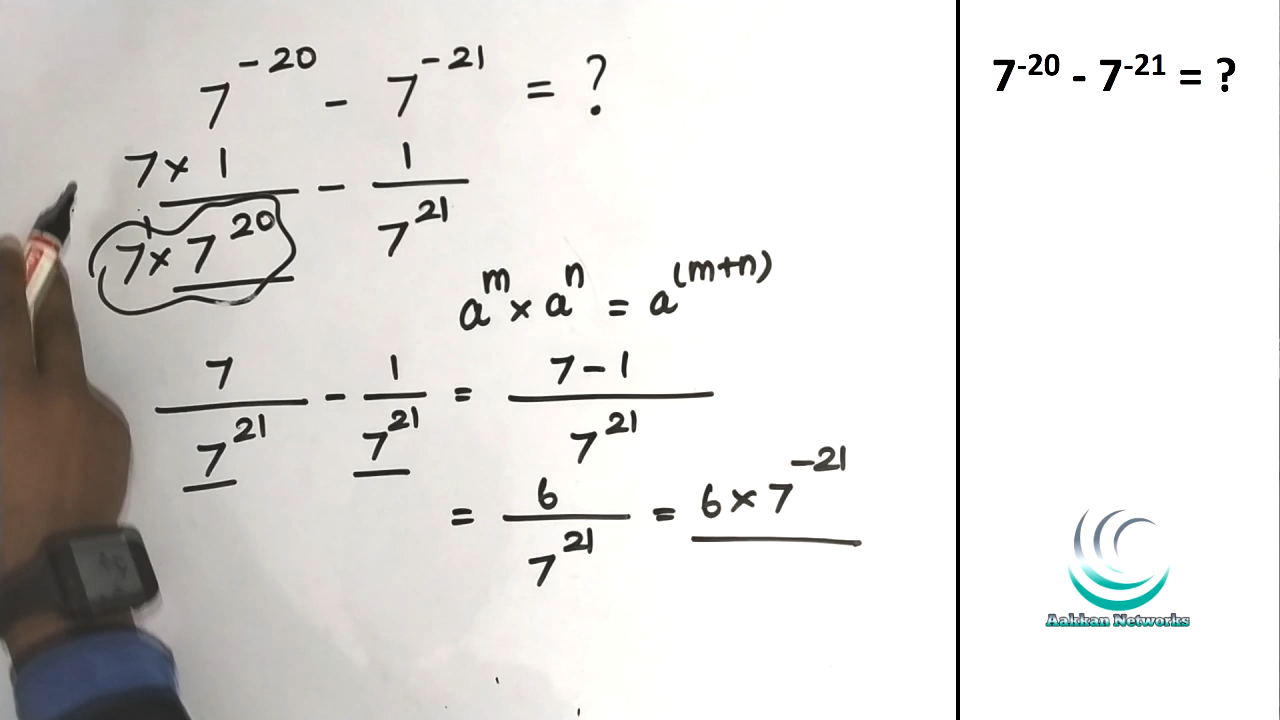 7^-20 - 7^-21 = ?
7 × 1 / 7 × 7^20 - 1 / 7^21
a^m × a^n = a^(m+n)
7 / 7^21 - 1 / 7^21 = 7 - 1 / 7^21
= 6 / 7^21 = 6 × 7^-21
7^-20 - 7^-21 = ?
Aakkan Networks